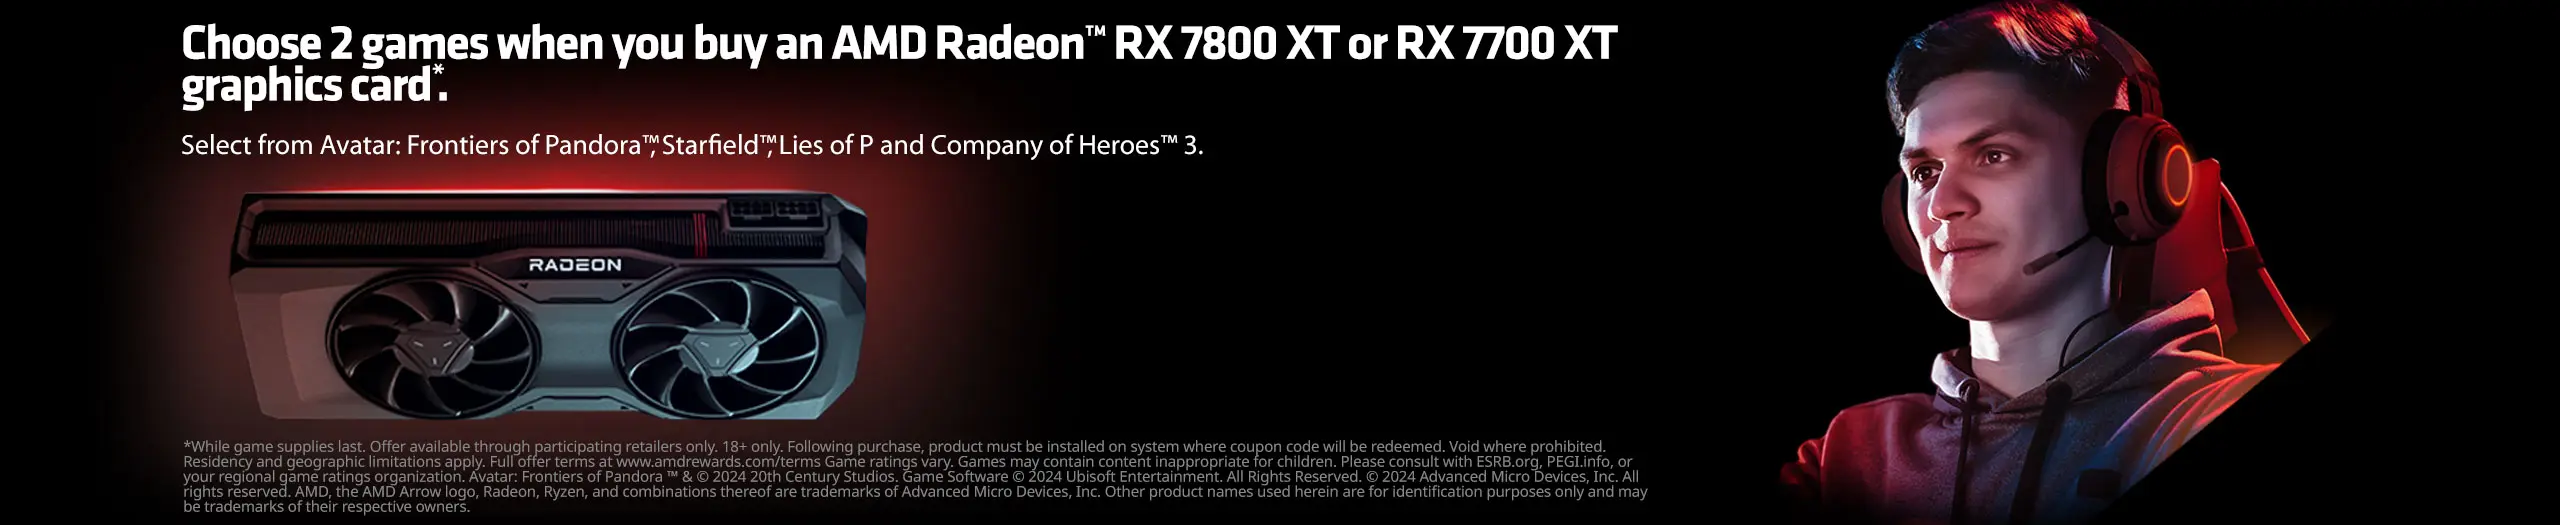 Choose 2 games when you buy an AMD Radeon™ RX 7800 XT or RX 7700 XT
graphics card*.
Select from Avatar: Frontiers of Pandora™, Starfield™, Lies of P and Company of Heroes™ 3.
RADEON
*While game supplies last. Offer available through participating retailers only. 18+ only. Following purchase, product must be installed on system where coupon code will be redeemed. Void where prohibited.
Residency and geographic limitations apply. Full offer terms at www.amdrewards.com/terms Game ratings vary. Games may contain content inappropriate for children. Please consult with ESRB.org, PEGI.info, or
your regional game ratings organization. Avatar: Frontiers of Pandora ™ & © 2024 20th Century Studios. Game Software © 2024 Ubisoft Entertainment. All Rights Reserved. © 2024 Advanced Micro Devices, Inc. All
rights reserved. AMD, the AMD Arrow logo, Radeon, Ryzen, and combinations thereof are trademarks of Advanced Micro Devices, Inc. Other product names used herein are for identification purposes only and may
be trademarks of their respective owners.